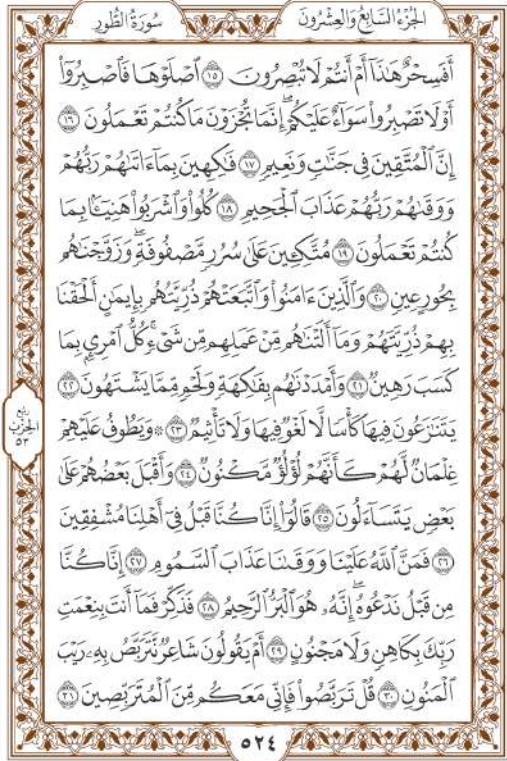 سُورَةُ الطُّورِ
الجُزْءُ السَّابِعُ وَالعِشْرُونَ
أَفَسِحْرٌ هَٰذَآ أَمْ أَنتُمْ لَا تُبْصِرُونَ ١٥ ٱصْلَوْهَا فَٱصْبِرُوٓا۟
أَوْ لَا تَصْبِرُوا۟ سَوَآءٌ عَلَيْكُمْ ۖ إِنَّمَا تُجْزَوْنَ مَا كُنتُمْ تَعْمَلُونَ ١٦
إِنَّ ٱلْمُتَّقِينَ فِى جَنَّٰتٍ وَنَعِيمٍ ١٧ فَٰكِهِينَ بِمَآ ءَاتَىٰهُمْ رَبُّهُمْ
وَوَقَىٰهُمْ رَبُّهُمْ عَذَابَ ٱلْجَحِيمِ ١٨ كُلُوا۟ وَٱشْرَبُوا۟ هَنِيٓـًٔۢا بِمَا
كُنتُمْ تَعْمَلُونَ ١٩ مُتَّكِـِٔينَ عَلَىٰ سُرُرٍ مَّصْفُوفَةٍ ۖ وَزَوَّجْنَٰهُم
بِحُورٍ عِينٍ ٢٠ وَٱلَّذِينَ ءَامَنُوا۟ وَٱتَّبَعَتْهُمْ ذُرِّيَّتُهُم بِإِيمَٰنٍ أَلْحَقْنَا
بِهِمْ ذُرِّيَّتَهُمْ وَمَآ أَلَتْنَٰهُم مِّنْ عَمَلِهِم مِّن شَىْءٍ ۚ كُلُّ ٱمْرِئٍۭ بِمَا
كَسَبَ رَهِينٌ ٢١ وَأَمْدَدْنَٰهُم بِفَٰكِهَةٍ وَلَحْمٍ مِّمَّا يَشْتَهُونَ ٢٢
يَتَنَٰزَعُونَ فِيهَا كَأْسًا لَّا لَغْوٌ فِيهَا وَلَا تَأْثِيمٌ ٢٣ ۞ وَيَطُوفُ عَلَيْهِمْ
غِلْمَانٌ لَّهُمْ كَأَنَّهُمْ لُؤْلُؤٌ مَّكْنُونٌ ٢٤ وَأَقْبَلَ بَعْضُهُمْ عَلَىٰ
بَعْضٍ يَتَسَآءَلُونَ ٢٥ قَالُوٓا۟ إِنَّا كُنَّا قَبْلُ فِىٓ أَهْلِنَا مُشْفِقِينَ
٢٦ فَمَنَّ ٱللَّهُ عَلَيْنَا وَوَقَىٰنَا عَذَابَ ٱلسَّمُومِ ٢٧ إِنَّا كُنَّا
مِن قَبْلُ نَدْعُوهُ ۖ إِنَّهُۥ هُوَ ٱلْبَرُّ ٱلرَّحِيمُ ٢٨ فَذَكِّرْ فَمَآ أَنتَ بِنِعْمَتِ
رَبِّكَ بِكَاهِنٍ وَلَا مَجْنُونٍ ٢٩ أَمْ يَقُولُونَ شَاعِرٌ نَّتَرَبَّصُ بِهِۦ رَيْبَ
ٱلْمَنُونِ ٣٠ قُلْ تَرَبَّصُوا۟ فَإِنِّى مَعَكُم مِّنَ ٱلْمُتَرَبِّصِينَ ٣١
ربع
الحزب
٥٣
٥٢٤